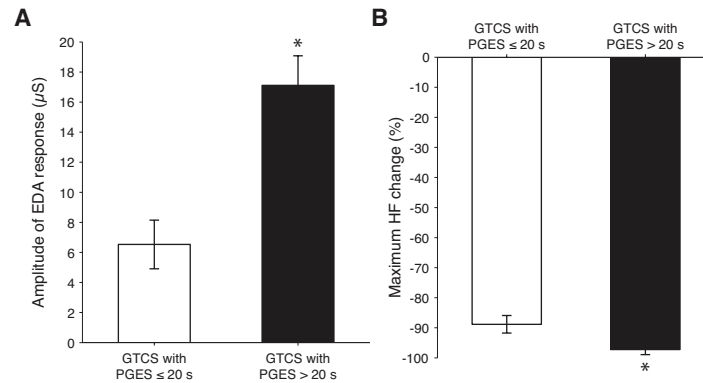 A
Amplitude of EDA response (µS)
20
18
16
14
12
10
8
6
4
2
0
*
GTCS with
PGES ≤ 20 s
GTCS with
PGES > 20 s
B
GTCS with
PGES ≤ 20 s
GTCS with
PGES > 20 s
Maximum HF change (%)
0
-10
-20
-30
-40
-50
-60
-70
-80
-90
-100
*